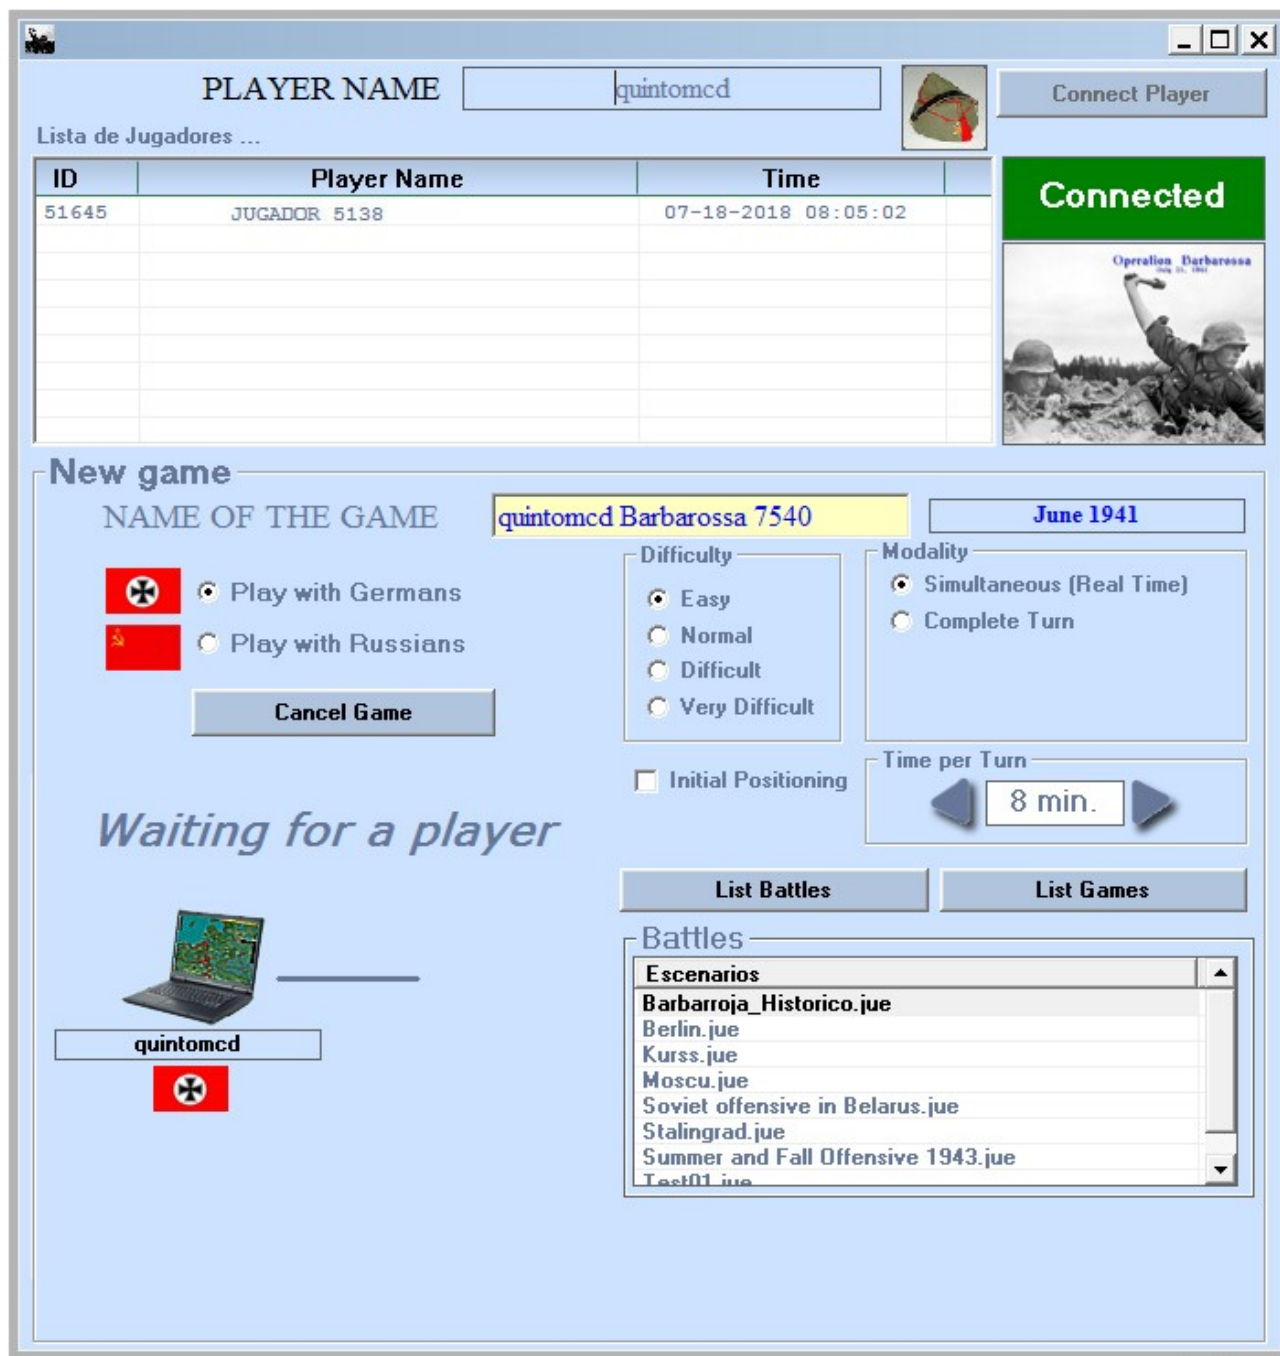 PLAYER NAME quintomcd Connect Player
Lista de Jugadores ...
ID Player Name Time
51645 JUGADOR 5138 07-18-2018 08:05:02
Connected
Operation Barbarossa
New game
NAME OF THE GAME quintomcd Barbarossa 7540 June 1941
Play with Germans
Play with Russians
Cancel Game
Difficulty
Easy
Normal
Difficult
Very Difficult
Modality
Simultaneous (Real Time)
Complete Turn
Initial Positioning
Time per Turn
8 min.
Waiting for a player
List Battles List Games
quintomcd
Battles
Escenarios
Barbarroja_Historico.jue
Berlin.jue
Kurss.jue
Moscu.jue
Soviet offensive in Belarus.jue
Stalingrad.jue
Summer and Fall Offensive 1943.jue
Test01.jue